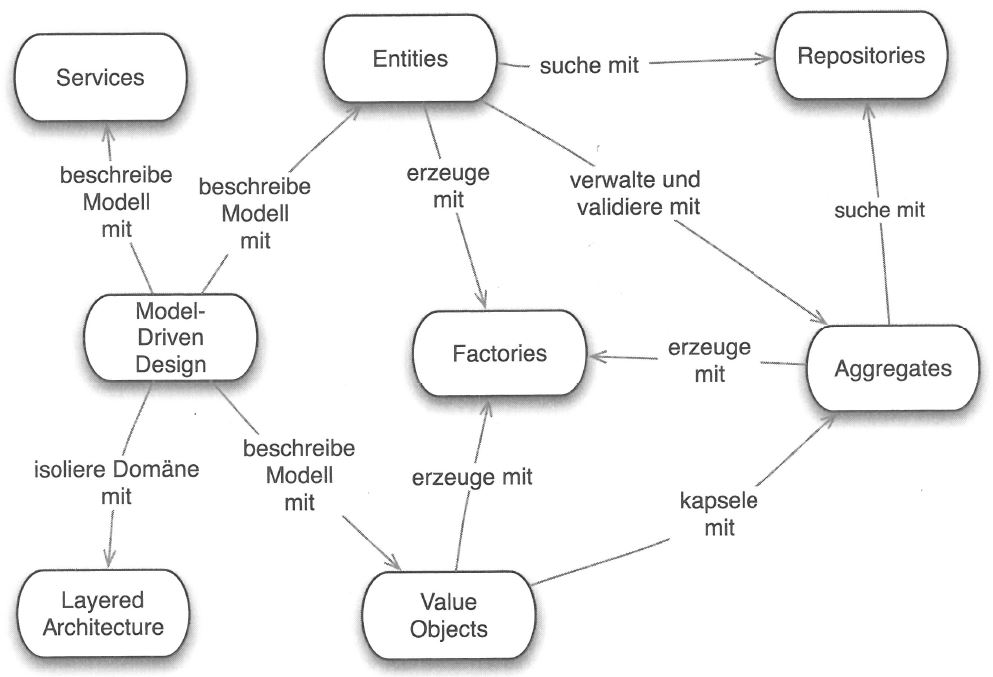 Services
Entities
suche mit
Repositories
beschreibe
Modell
mit
beschreibe
Modell
mit
erzeuge
mit
verwalte und
validiere mit
suche mit
Model-
Driven
Design
Factories
erzeuge
mit
Aggregates
isoliere Domäne
mit
beschreibe
Modell
mit
erzeuge mit
kapsele
mit
Layered
Architecture
Value
Objects